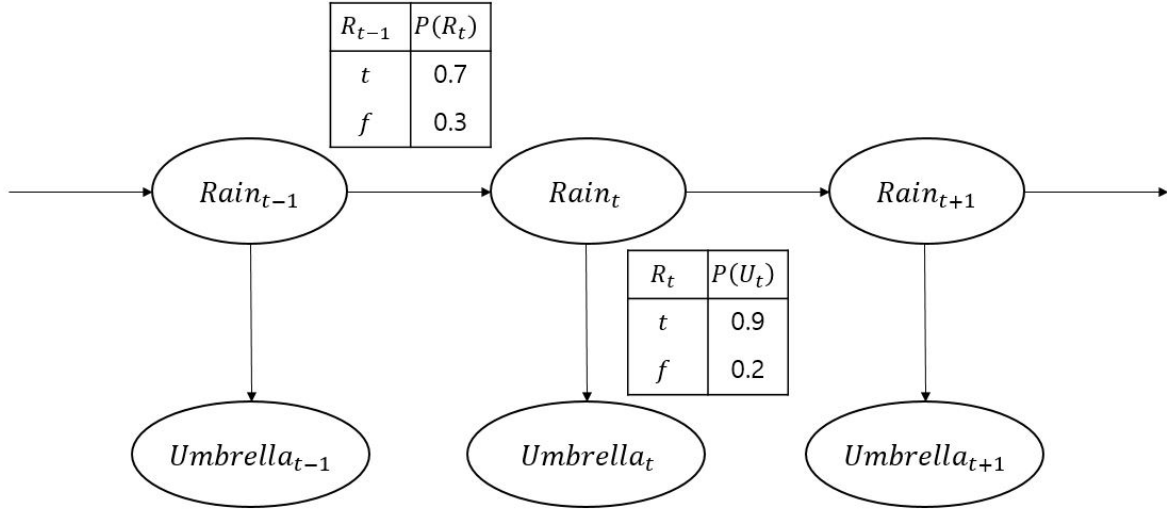 R_{t-1} P(R_t)
t 0.7
f 0.3
Rain_{t-1} Rain_t Rain_{t+1}
R_t P(U_t)
t 0.9
f 0.2
Umbrella_{t-1} Umbrella_t Umbrella_{t+1}